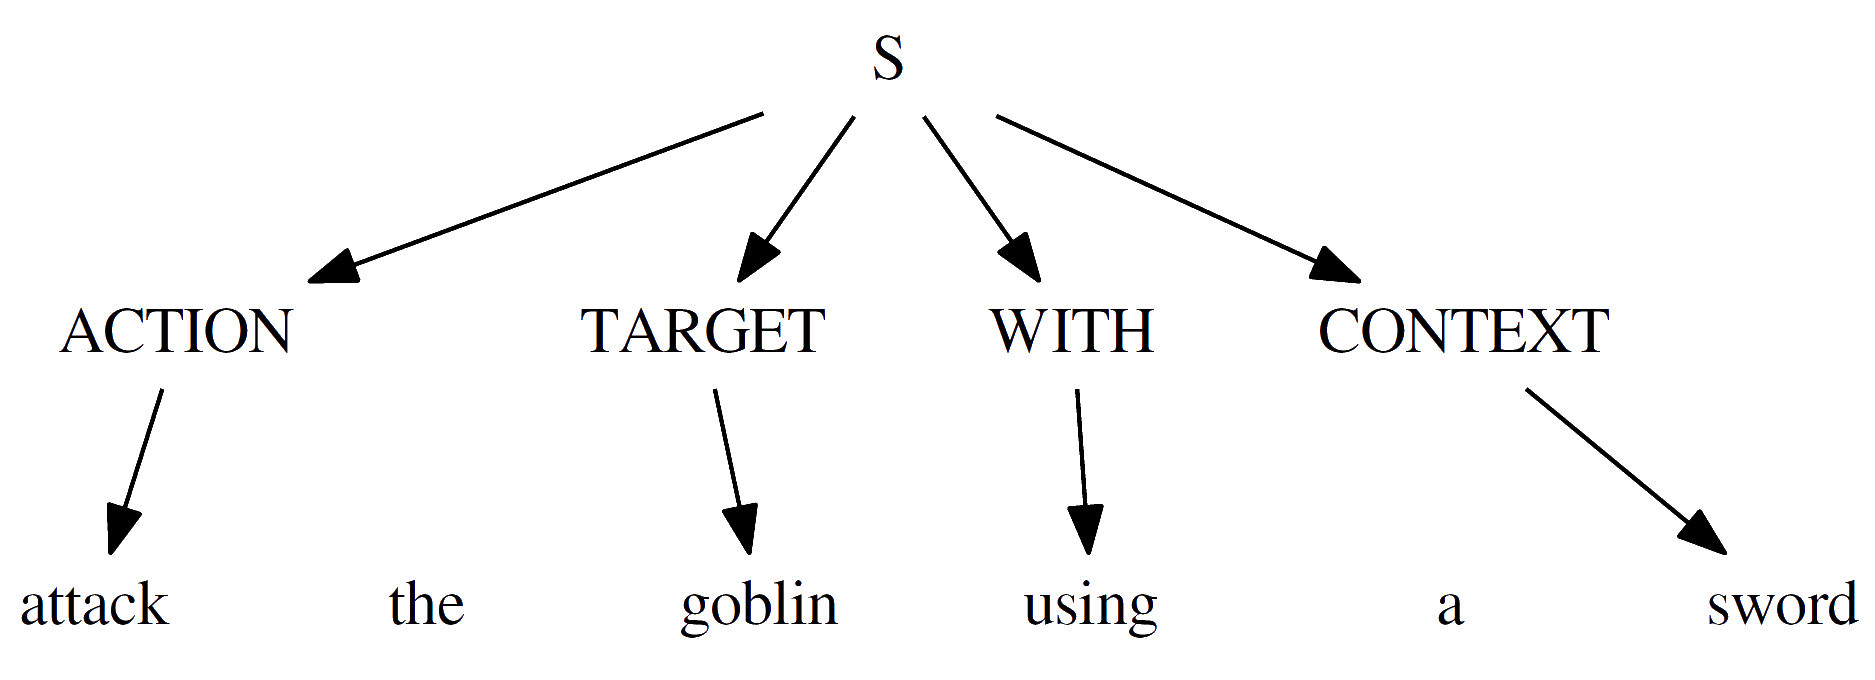 S
ACTION TARGET WITH CONTEXT
attack the goblin using a sword